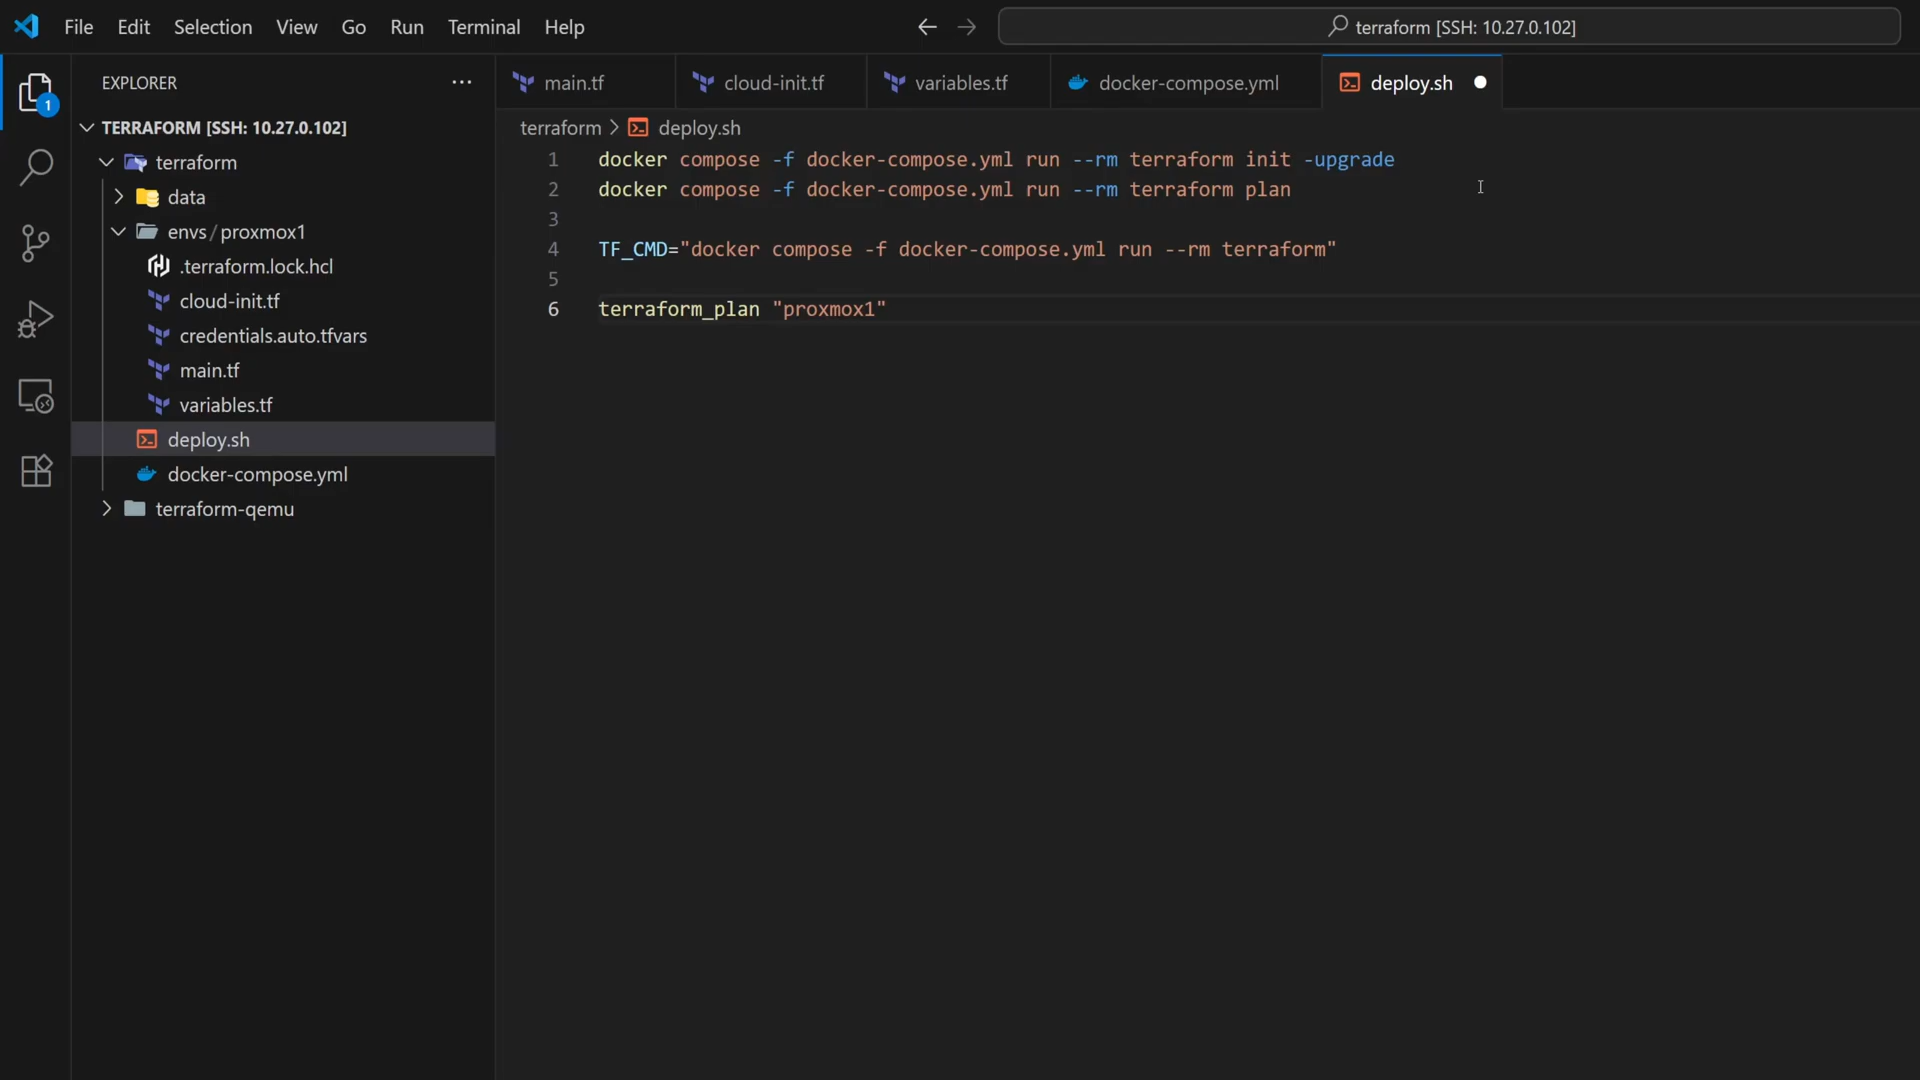 File Edit Selection View Go Run Terminal Help
terraform [SSH: 10.27.0.102]
EXPLORER
main.tf
cloud-init.tf
variables.tf
docker-compose.yml
deploy.sh
1
TERRAFORM [SSH: 10.27.0.102]
terraform
data
envs/proxmox1
.terraform.lock.hcl
cloud-init.tf
credentials.auto.tfvars
main.tf
variables.tf
deploy.sh
docker-compose.yml
terraform-qemu
terraform > deploy.sh
1 docker compose -f docker-compose.yml run --rm terraform init -upgrade
2 docker compose -f docker-compose.yml run --rm terraform plan
3
4 TF_CMD="docker compose -f docker-compose.yml run --rm terraform"
5
6 terraform_plan "proxmox1"